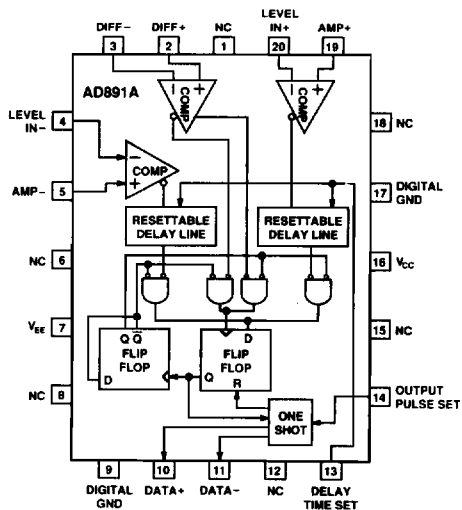 LEVEL
DIFF- DIFF+ NC IN+ AMP+
3 2 1 20 19
AD891A
COMP
- +
COMP
- +
LEVEL
IN-
4
-
COMP
+
AMP-
5
18 NC
17 DIGITAL
GND
RESETTABLE
DELAY LINE
RESETTABLE
DELAY LINE
NC 6
16 VCC
VEE 7
15 NC
Q Q̅
FLIP
FLOP
D
D
FLIP
FLOP
Q
R
NC 8
14 OUTPUT
PULSE SET
ONE
SHOT
9 10 11 12 13
DIGITAL
GND
DATA+ DATA- NC DELAY
TIME SET